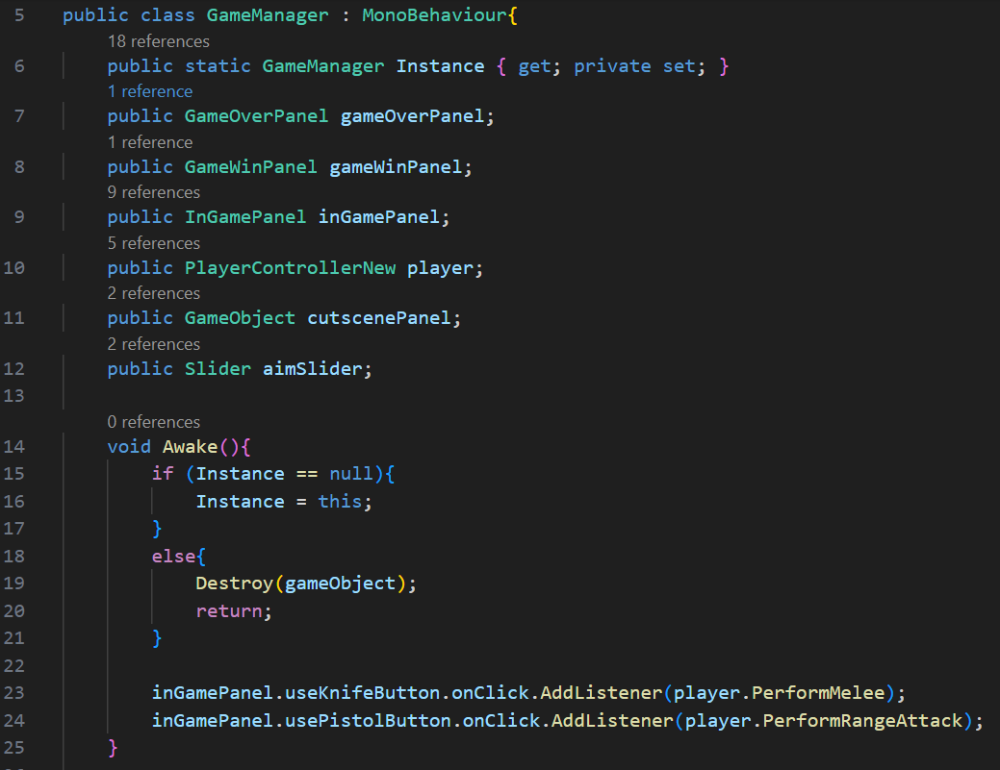 5 public class GameManager : MonoBehaviour{
18 references
6 public static GameManager Instance { get; private set; }
1 reference
7 public GameOverPanel gameOverPanel;
1 reference
8 public GameWinPanel gameWinPanel;
9 references
9 public InGamePanel inGamePanel;
5 references
10 public PlayerControllerNew player;
2 references
11 public GameObject cutscenePanel;
2 references
12 public Slider aimSlider;
13
0 references
14 void Awake(){
15 if (Instance == null){
16 Instance = this;
17 }
18 else{
19 Destroy(gameObject);
20 return;
21 }
22
23 inGamePanel.useKnifeButton.onClick.AddListener(player.PerformMelee);
24 inGamePanel.usePistolButton.onClick.AddListener(player.PerformRangeAttack);
25 }